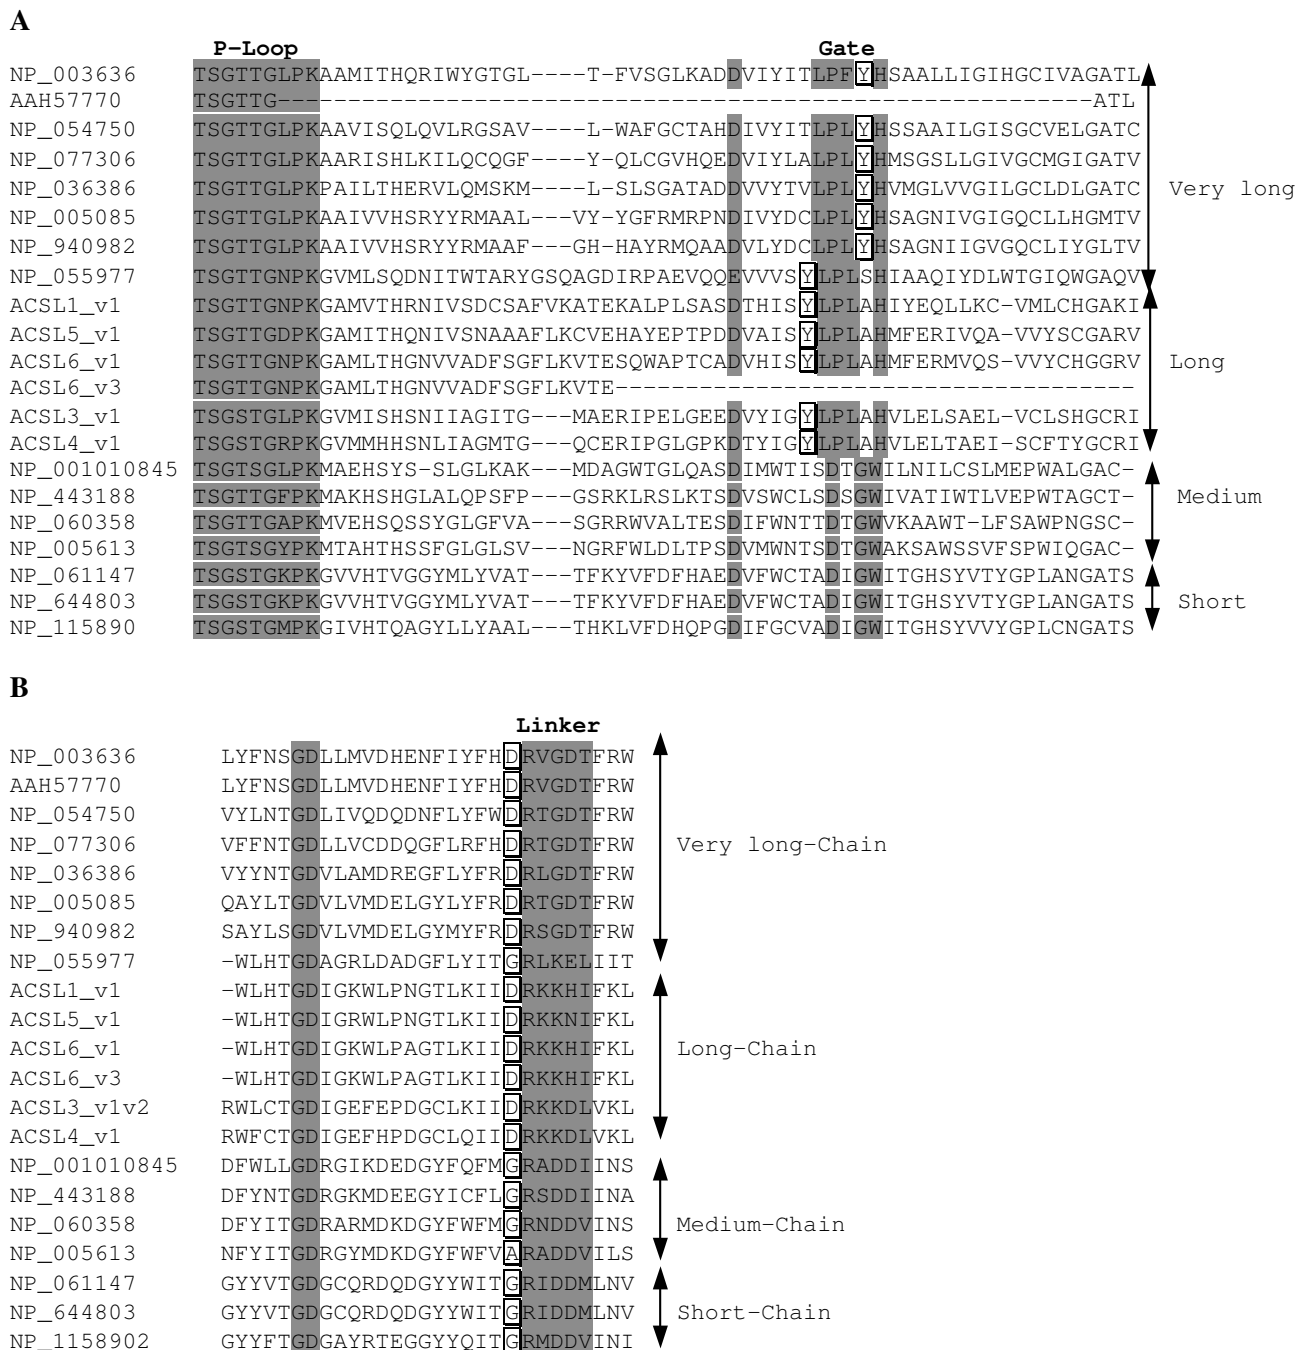 A
P-Loop Gate
NP_003636 TSGTTGLPKAAMITHQRIWYGTGL----T-FVSGLKADDVIYITLPFYHSAALLIGIHGCIVAGATL
AAH57770 TSGTTG--------------------------------------------------------ATL
NP_054750 TSGTTGLPKAAVISQLQVLRGSAV----L-WAFGCTAHDIVYITLPLYHSSAAILGISGCVELGATC
NP_077306 TSGTTGLPKAARISHLKILQCQGF----Y-QLCGVHQEDVIYLALPLYHMSGSLLGIVGCMGIGATV
NP_036386 TSGTTGLPKPAILTHERVLQMSKM----L-SLSGATADDVVYTVLPLYHVMGLVVGILGCLDLGATC Very long
NP_005085 TSGTTGLPKAAIVVHSRYYRMAAL---VY-YGFRMRPNDIVYDCLPLYHSAGNIVGIGQCLLHGMTV
NP_940982 TSGTTGLPKAAIVVHSRYYRMAAF---GH-HAYRMQAADVLYDCLPLYHSAGNIIGVGQCLIYGLTV
NP_055977 TSGTTGNPKGVMLSQDNITWTARYGSQAGDIRPAEVQQEVVVSYLPLSHIAAQIYDLWTGIQWGAQV
ACSL1_v1 TSGTTGNPKGAMVTHRNIVSDCSAFVKATEKALPLSASDTHISYLPLAHIYEQLLKC-VMLCHGAKI
ACSL5_v1 TSGTTGDPKGAMITHQNIVSNAAAFLKCVEHAYEPTPDDVAISYLPLAHMFERIVQA-VVYSCGARV
ACSL6_v1 TSGTTGNPKGAMLTHGNVVADFSGFLKVTESQWAPTCADVHISYLPLAHMFERMVQS-VVYCHGGRV Long
ACSL6_v3 TSGTTGNPKGAMLTHGNVVADFSGFLKVTE-------------------------------------
ACSL3_v1 TSGSTGLPKGVMISHSNIIAGITG---MAERIPELGEEDVYIGYLPLAHVLELSAEL-VCLSHGCRI
ACSL4_v1 TSGSTGRPKGVMMHHSNLIAGMTG---QCERIPGLGPKDTYIGYLPLAHVLELTAEI-SCFTYGCRI
NP_001010845 TSGTSGLPKMAEHSYS-SLGLKAK---MDAGWTGLQASDIMWTISDTGWILNILCSLMEPWALGAC-
NP_443188 TSGTTGFPKMAKHSHGLALQPSFP---GSRKLRSLKTSDVSWCLSDSGWIVATIWTLVEPWTAGCT- Medium
NP_060358 TSGTTGAPKMVEHSQSSYGLGFVA---SGRRWVALTESDIFWNTTDTGWVKAAWT-LFSAWPNGSC-
NP_005613 TSGTSGYPKMTAHTHSSFGLGLSV---NGRFWLDLTPSDVMWNTSDTGWAKSAWSSVFSPWIQGAC-
NP_061147 TSGSTGKPKGVVHTVGGYMLYVAT---TFKYVFDFHAEDVFWCTADIGWITGHSYVTYGPLANGATS
NP_644803 TSGSTGKPKGVVHTVGGYMLYVAT---TFKYVFDFHAEDVFWCTADIGWITGHSYVTYGPLANGATS Short
NP_115890 TSGSTGMPKGIVHTQAGYLLYAAL---THKLVFDHQPGDIFGCVADIGWITGHSYVVYGPLCNGATS
B
Linker
NP_003636 LYFNSGDLLMVDHENFIYFHDRVGDTFRW
AAH57770 LYFNSGDLLMVDHENFIYFHDRVGDTFRW
NP_054750 VYLNTGDLIVQDQDNFLYFWDRTGDTFRW
NP_077306 VFFNTGDLLVCDDQGFLRFHDRTGDTFRW Very long-Chain
NP_036386 VYYNTGDVLAMDREGFLYFRDRLGDTFRW
NP_005085 QAYLTGDVLVMDELGYLYFRDRTGDTFRW
NP_940982 SAYLSGDVLVMDELGYMYFRDRSGDTFRW
NP_055977 -WLHTGDAGRLDADGFLYITGRLKELIIT
ACSL1_v1 -WLHTGDIGKWLPNGTLKIIDRKKHIFKL
ACSL5_v1 -WLHTGDIGRWLPNGTLKIIDRKKNIFKL
ACSL6_v1 -WLHTGDIGKWLPAGTLKIIDRKKHIFKL Long-Chain
ACSL6_v3 -WLHTGDIGKWLPAGTLKIIDRKKHIFKL
ACSL3_v1v2 RWLCTGDIGEFEPDGCLKIIDRKKDLVKL
ACSL4_v1 RWFCTGDIGEFHPDGCLQIIDRKKDLVKL
NP_001010845 DFWLLGDRGIKDEDGYFQFMGRADDIINS
NP_443188 DFYNTGDRGKMDEEGYICFLGRSDDIINA
NP_060358 DFYITGDRARMDKDGYFWFMGRNDDVINS Medium-Chain
NP_005613 NFYITGDRGYMDKDGYFWFVARADDVILS
NP_061147 GYYVTGDGCQRDQDGYYWITGRIDDMLNV
NP_644803 GYYVTGDGCQRDQDGYYWITGRIDDMLNV Short-Chain
NP_1158902 GYYFTGDGAYRTEGGYYQITGRMDDVINI